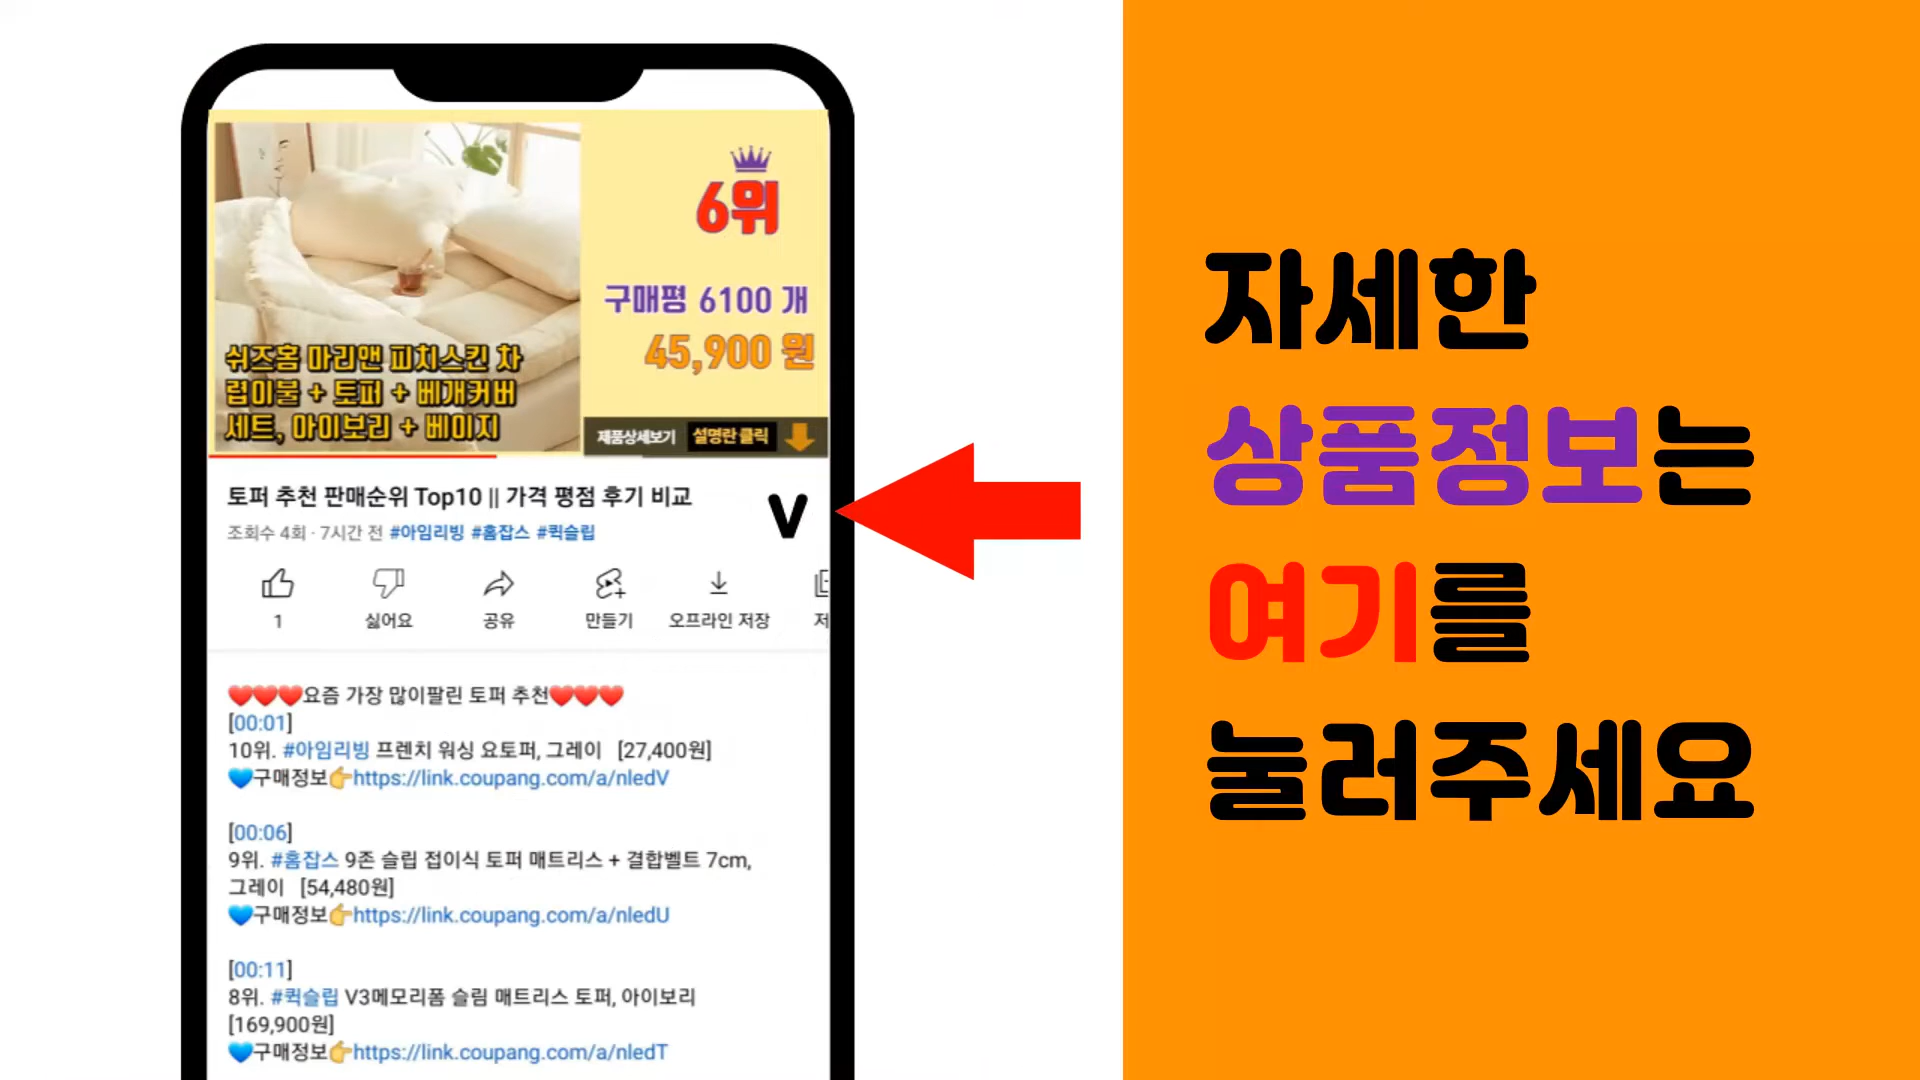 6위
구매평 6100 개
45,900 원
쉬즈홈 마리앤 피치스킨 차
렵이불 + 토퍼 + 베개커버
세트, 아이보리 + 베이지
제품상세보기 설명란 클릭
토퍼 추천 판매순위 Top10 || 가격 평점 후기 비교
V
조회수 4회 · 7시간 전 #아임리빙 #홈잡스 #퀵슬립
1 싫어요 공유 만들기 오프라인 저장 저
❤️❤️❤️요즘 가장 많이팔린 토퍼 추천❤️❤️❤️
[00:01]
10위. #아임리빙 프렌치 워싱 요토퍼, 그레이 [27,400원]
💙구매정보👉https://link.coupang.com/a/nledV
[00:06]
9위. #홈잡스 9존 슬립 접이식 토퍼 매트리스 + 결합벨트 7cm,
그레이 [54,480원]
💙구매정보👉https://link.coupang.com/a/nledU
[00:11]
8위. #퀵슬립 V3메모리폼 슬림 매트리스 토퍼, 아이보리
[169,900원]
💙구매정보👉https://link.coupang.com/a/nledT
자세한
상품정보는
여기를
눌러주세요